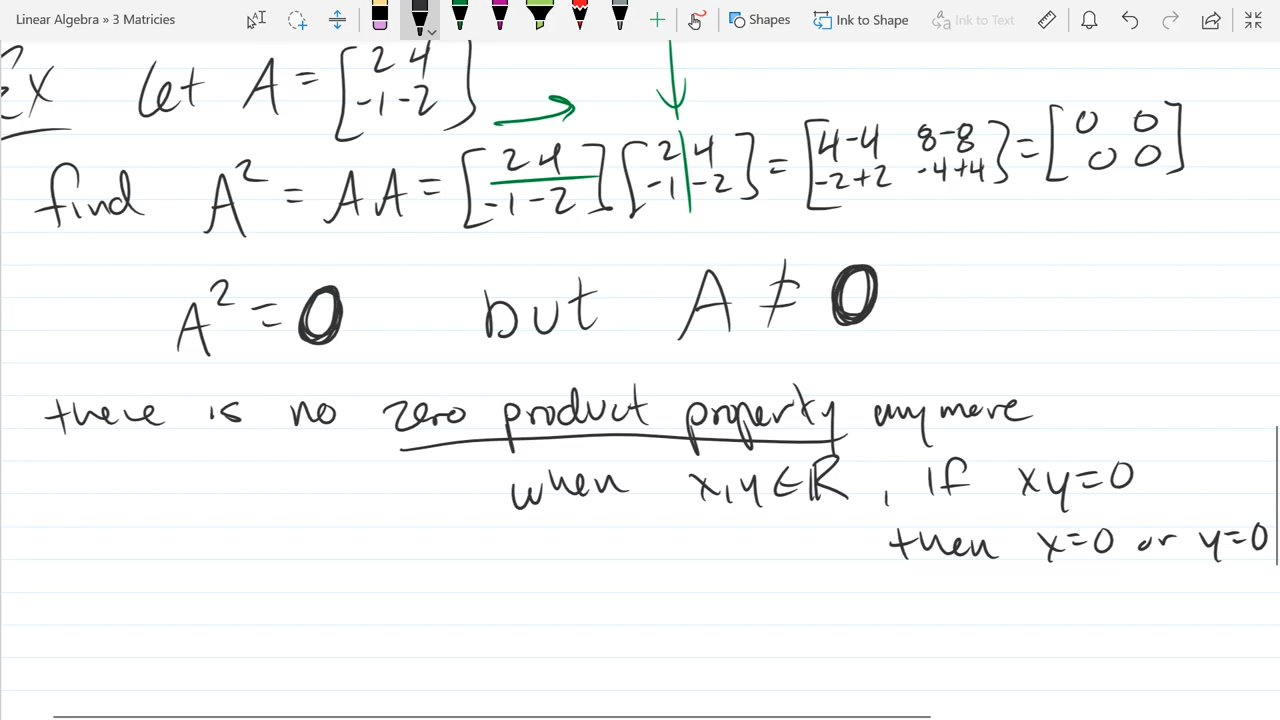 Linear Algebra » 3 Matricies
Shapes Ink to Shape Ink to Text
Ex let A = [2 4
-1 -2]
find A² = AA = [2 4
-1 -2] [2 4
-1 -2] = [4-4 8-8
-2+2 -4+4] = [0 0
0 0]
A² = 0 but A ≠ 0
there is no zero product property anymore
when x,y ∈ ℝ, if xy=0
then x=0 or y=0